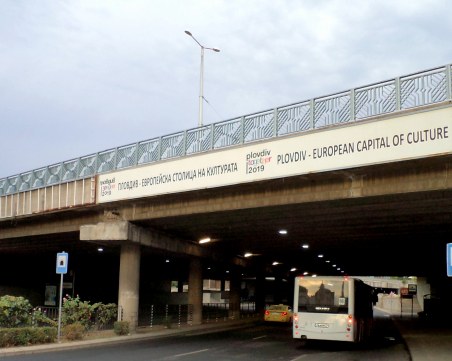 ПЛОВДИВ - ЕВРОПЕЙСКА СТОЛИЦА НА КУЛТУРАТА
plovdiv
2019
PLOVDIV - EUROPEAN CAPITAL OF CULTURE